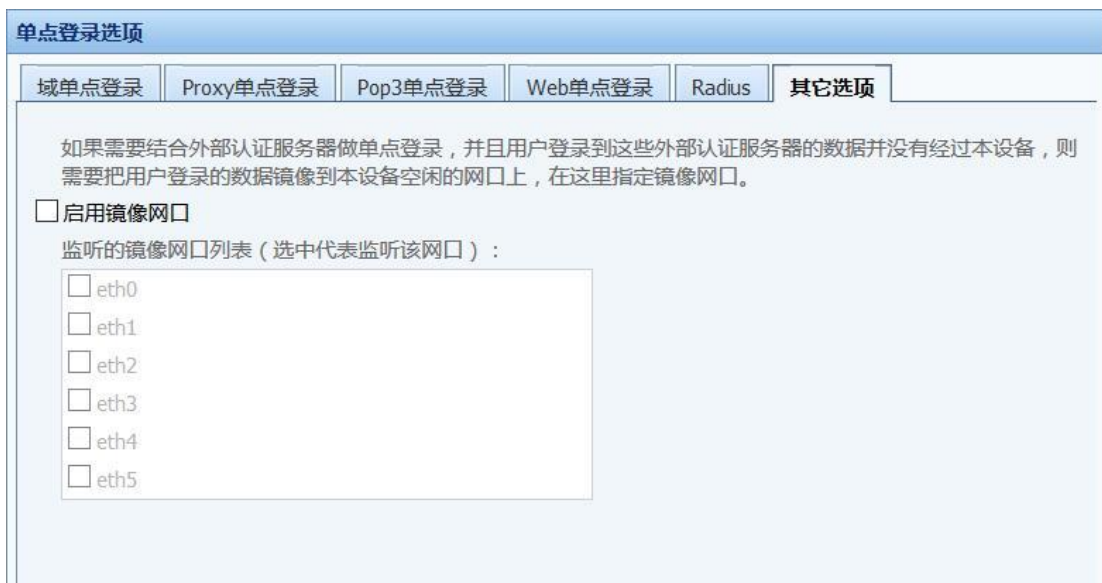 单点登录选项
域单点登录 Proxy单点登录 Pop3单点登录 Web单点登录 Radius 其它选项
如果需要结合外部认证服务器做单点登录，并且用户登录到这些外部认证服务器的数据并没有经过本设备，则
需要把用户登录的数据镜像到本设备空闲的网口上，在这里指定镜像网口。
启用镜像网口
监听的镜像网口列表（选中代表监听该网口）：
eth0
eth1
eth2
eth3
eth4
eth5